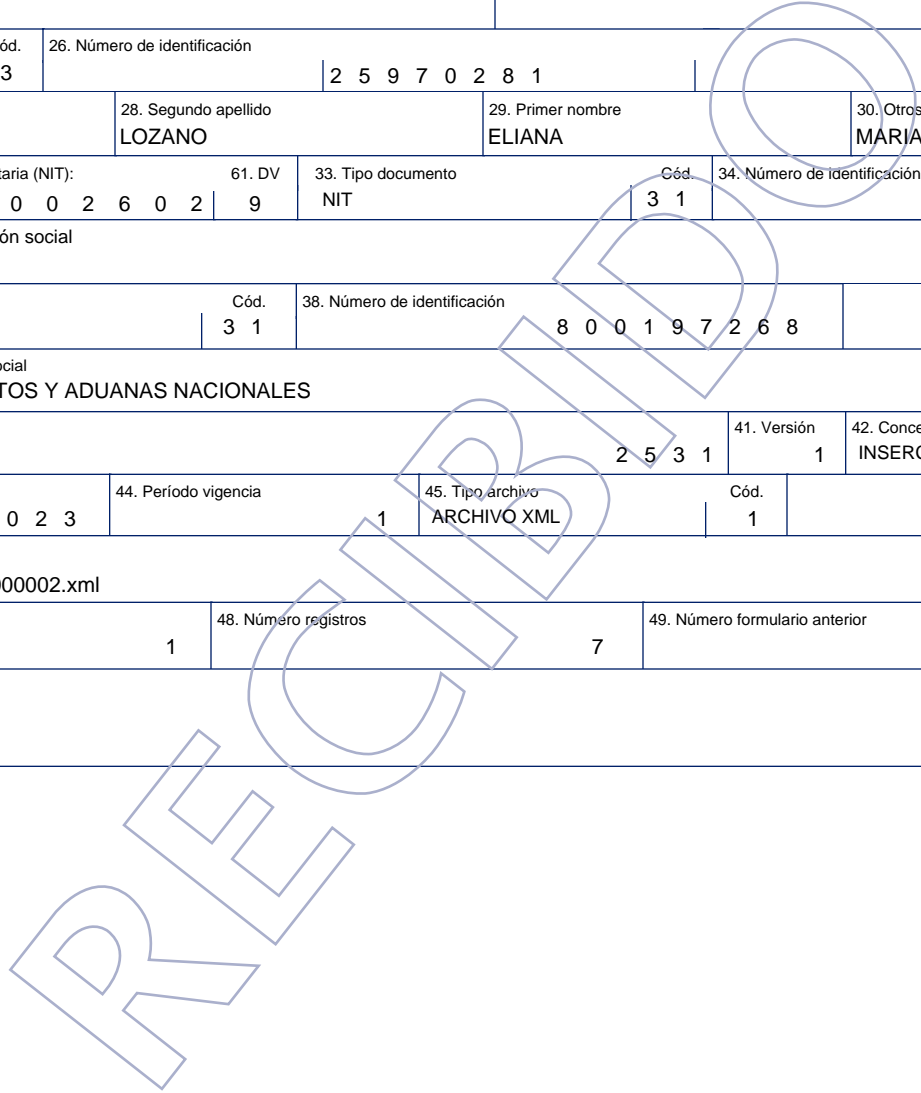 ód. 26. Número de identificación
3 2 5 9 7 0 2 8 1
28. Segundo apellido 29. Primer nombre 30. Otros
LOZANO ELIANA MARIA
taria (NIT): 61. DV 33. Tipo documento Cód. 34. Número de identificación
0 0 2 6 0 2 9 NIT 3 1
ón social
Cód. 38. Número de identificación
3 1 8 0 0 1 9 7 2 6 8
ocial
TOS Y ADUANAS NACIONALES
41. Versión 42. Conce
2 5 3 1 1 INSERC
44. Período vigencia 45. Tipo archivo Cód.
0 2 3 1 ARCHIVO XML 1
000002.xml
48. Número registros 49. Número formulario anterior
1 7
RECIBIDO